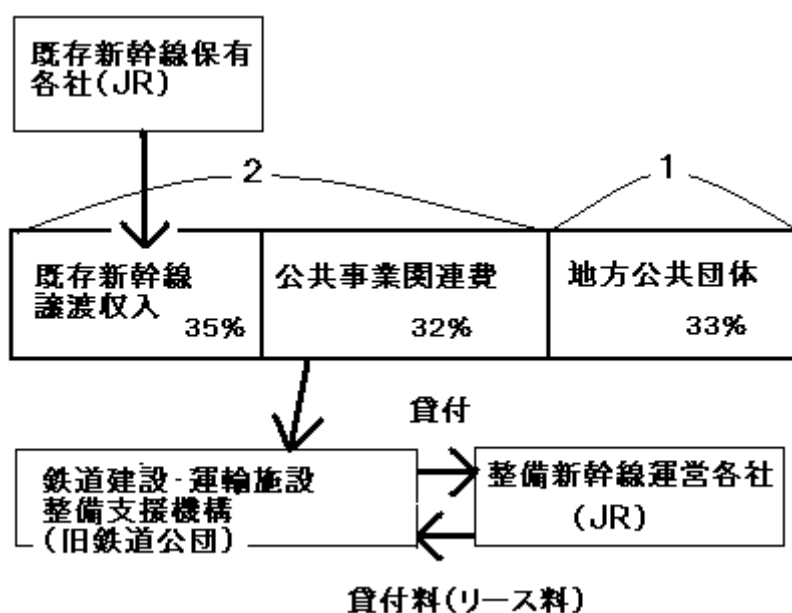 既存新幹線保有
各社(JR)
2
1
既存新幹線
譲渡収入
35%
公共事業関連費
32%
地方公共団体
33%
貸付
鉄道建設・運輸施設
整備支援機構
(旧鉄道公団)
整備新幹線運営各社
(JR)
貸付料(リース料)